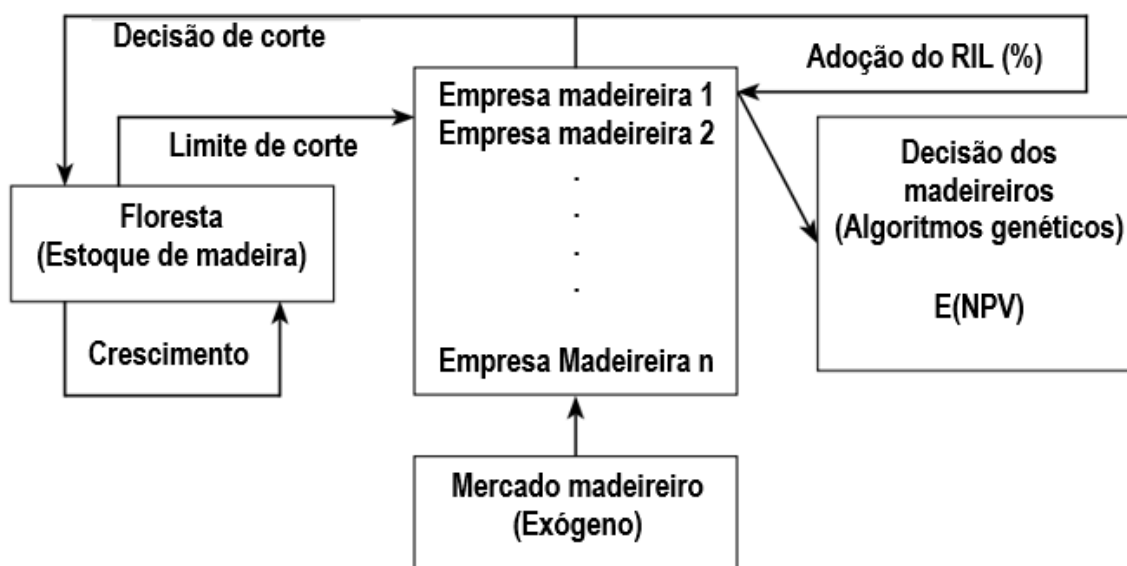 Decisão de corte
Adoção do RIL (%)
Limite de corte
Empresa madeireira 1
Empresa madeireira 2
.
.
.
.
Empresa Madeireira n
Floresta
(Estoque de madeira)
Crescimento
Decisão dos
madeireiros
(Algoritmos genéticos)
E(NPV)
Mercado madeireiro
(Exógeno)